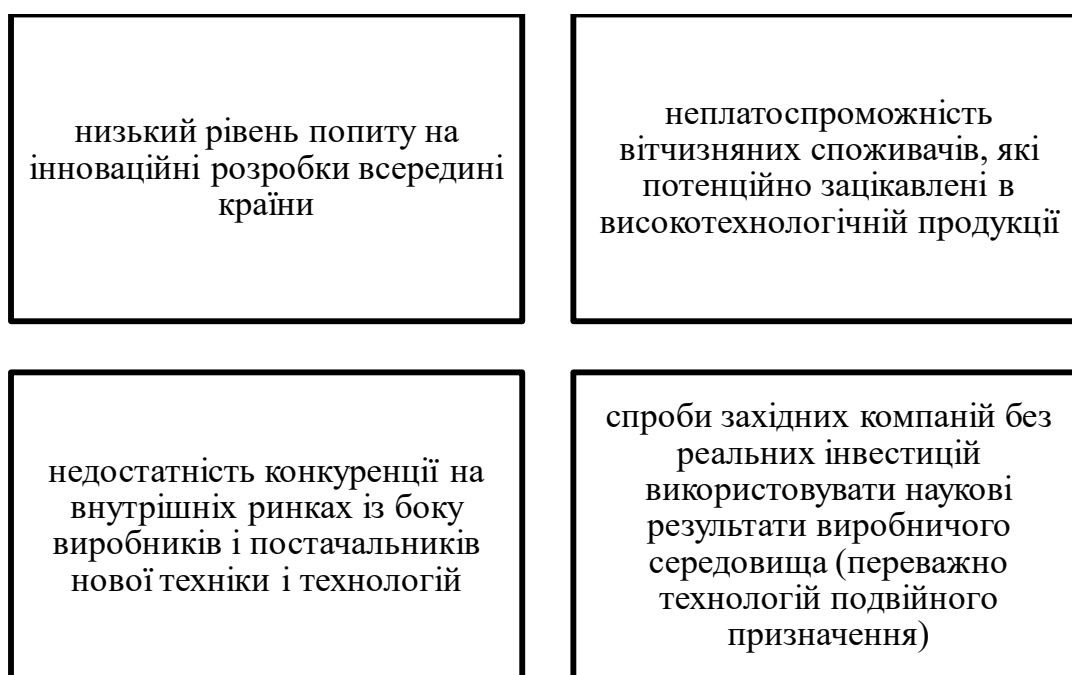 низький рівень попиту на
інноваційні розробки всередині
країни
неплатоспроможність
вітчизняних споживачів, які
потенційно зацікавлені в
високотехнологічній продукції
недостатність конкуренції на
внутрішніх ринках із боку
виробників і постачальників
нової техніки і технологій
спроби західних компаній без
реальних інвестицій
використовувати наукові
результати виробничого
середовища (переважно
технологій подвійного
призначення)